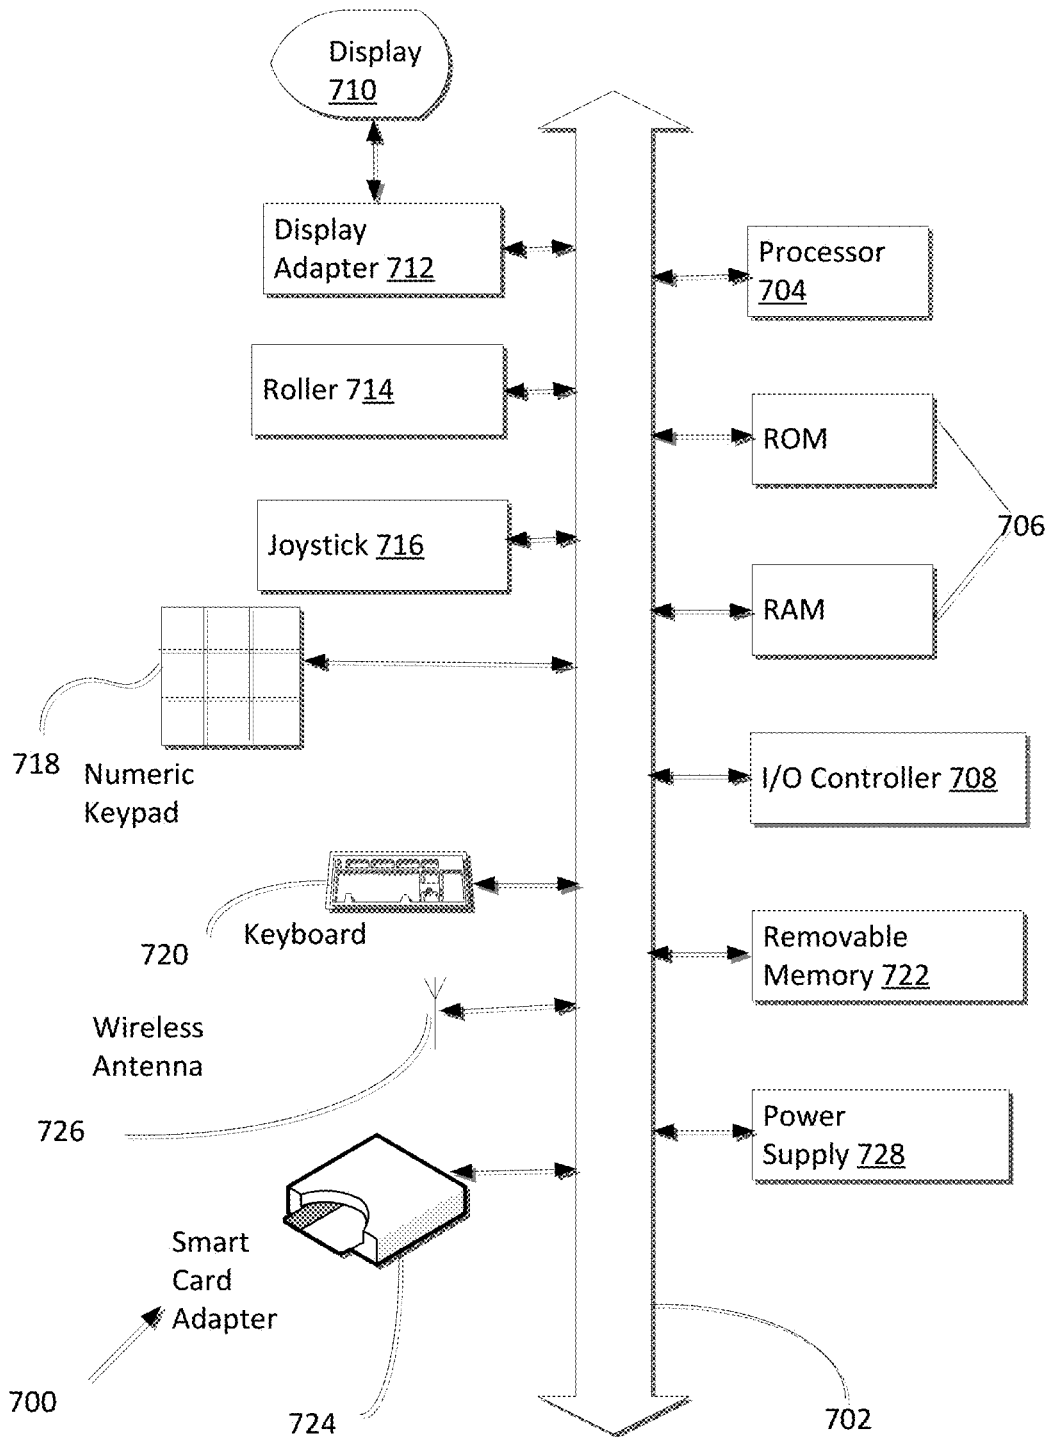 Display
710
Display
Adapter 712
Processor
704
Roller 714
ROM
706
Joystick 716
RAM
718
Numeric
Keypad
I/O Controller 708
720
Keyboard
Removable
Memory 722
Wireless
Antenna
726
Power
Supply 728
Smart
Card
Adapter
700
724
702